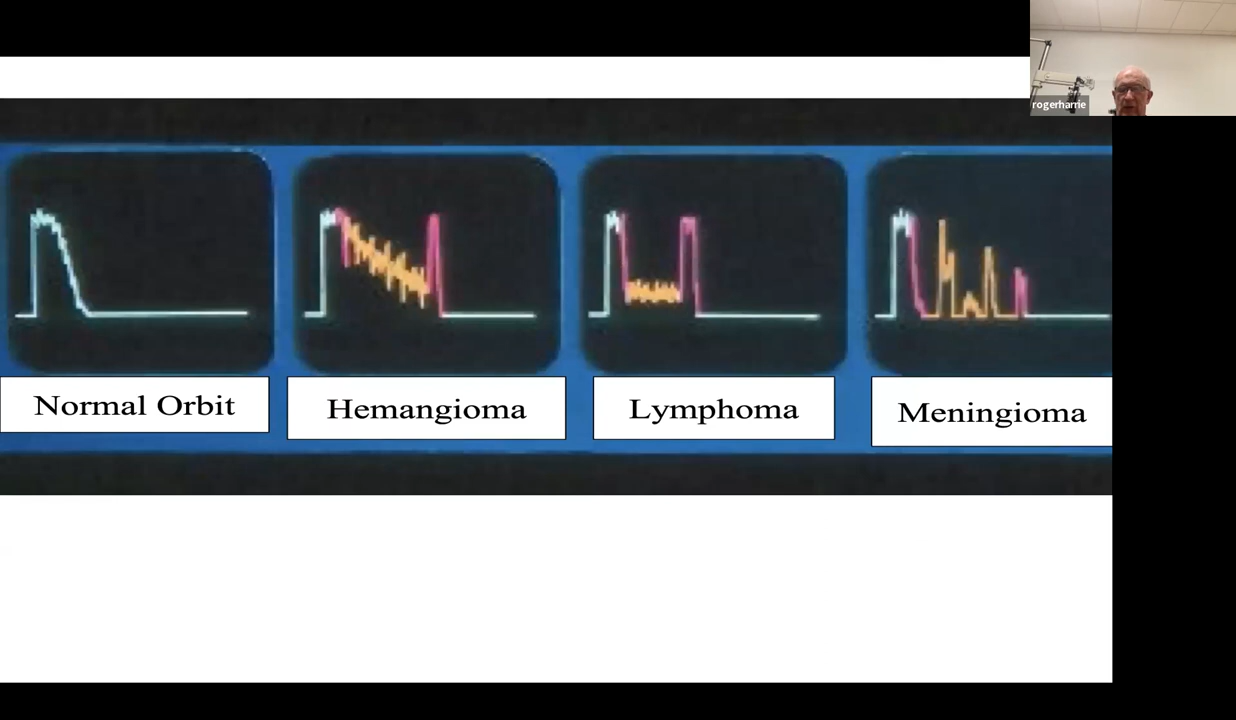 rogerharrie
Normal Orbit
Hemangioma
Lymphoma
Meningioma